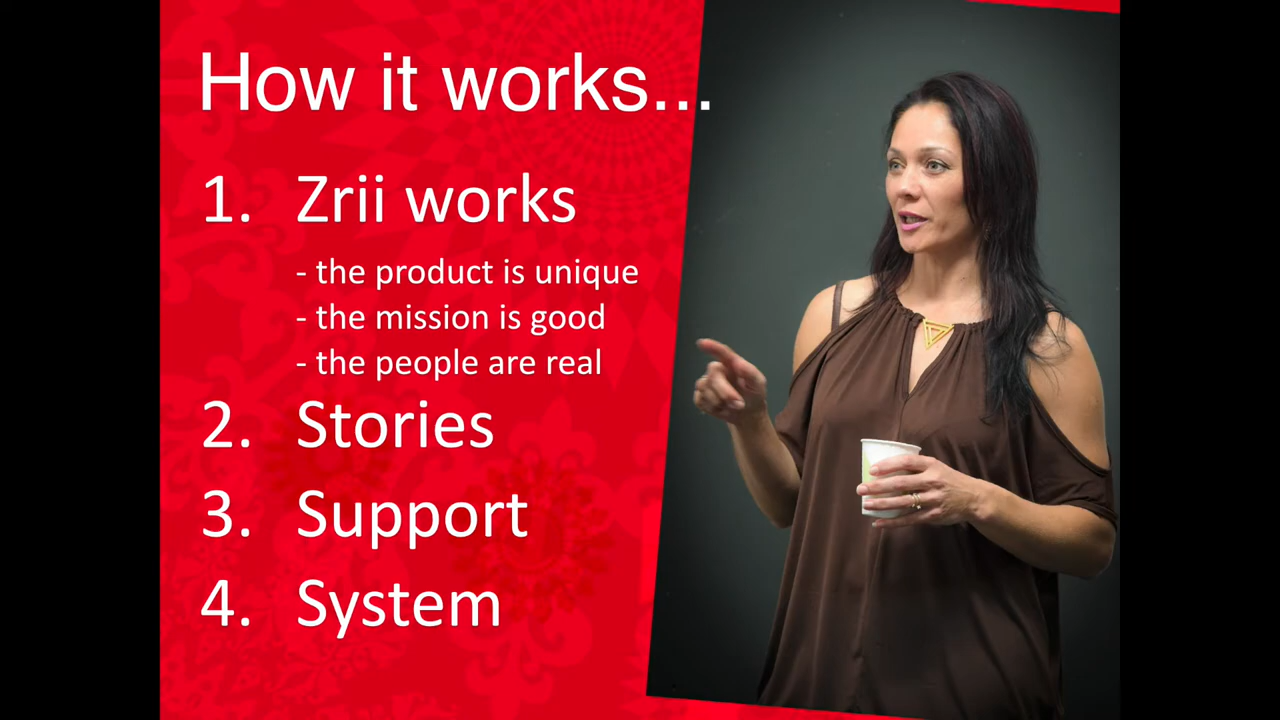 How it works...
1. Zrii works
- the product is unique
- the mission is good
- the people are real
2. Stories
3. Support
4. System